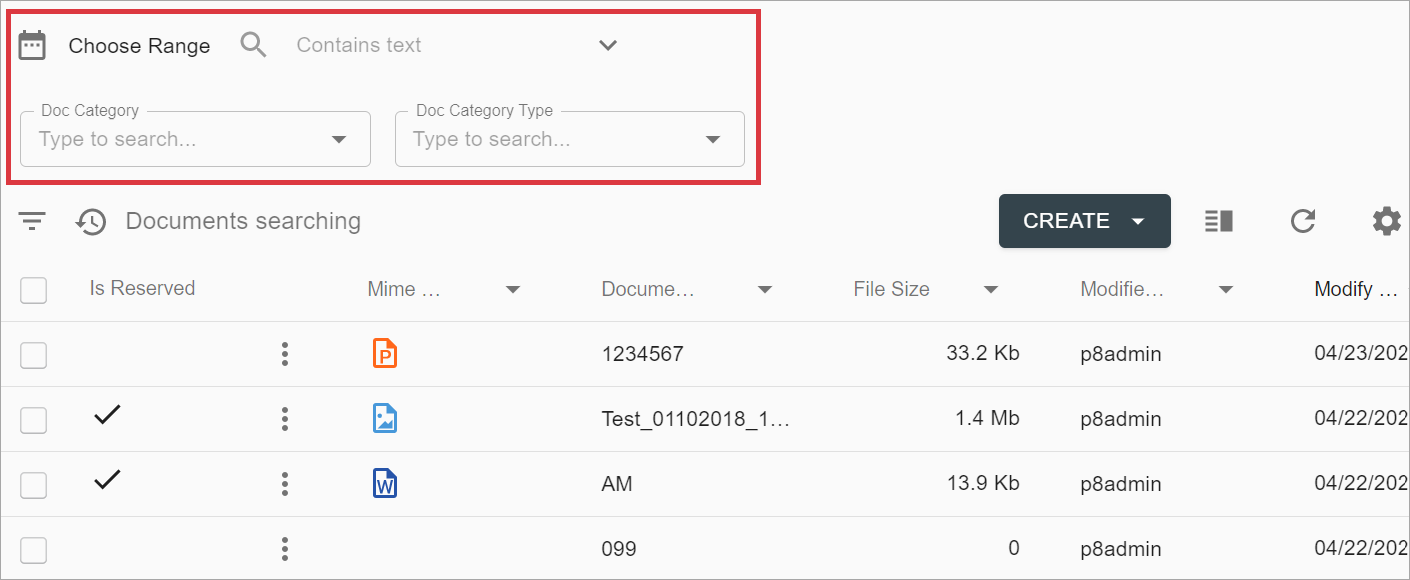 Choose Range Contains text
Doc Category Doc Category Type
Type to search... Type to search...
Documents searching CREATE
Is Reserved Mime ... Docume... File Size Modifie... Modify ...
P 1234567 33.2 Kb p8admin 04/23/202
Test_01102018_1... 1.4 Mb p8admin 04/22/202
W AM 13.9 Kb p8admin 04/22/202
099 0 p8admin 04/22/202